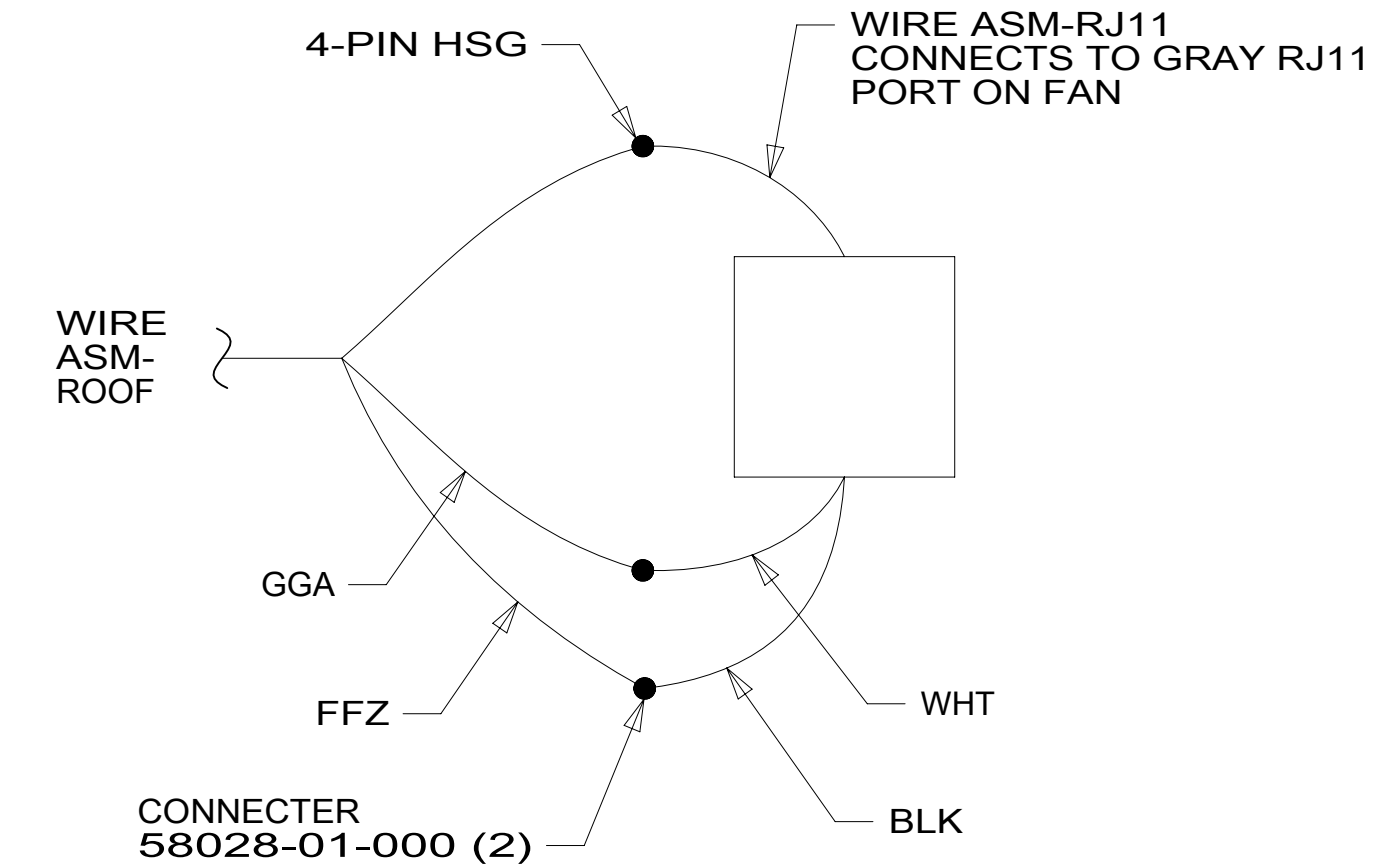 4-PIN HSG
WIRE ASM-RJ11
CONNECTS TO GRAY RJ11
PORT ON FAN
WIRE
ASM-
ROOF
GGA
FFZ
WHT
CONNECTER
58028-01-000 (2)
BLK